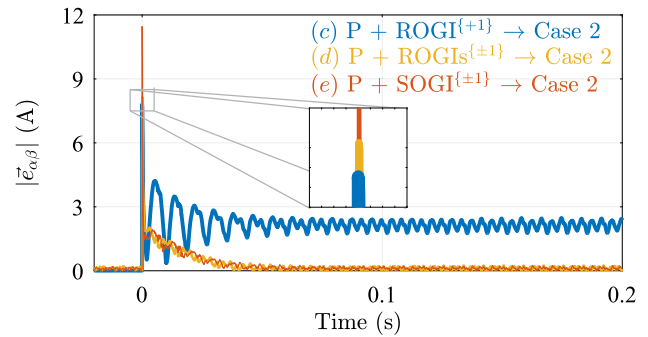 12
9
6
3
0
|e⃗αβ| (A)
(c) P + ROGI{+1} → Case 2
(d) P + ROGIs{±1} → Case 2
(e) P + SOGI{±1} → Case 2
0 0.1 0.2
Time (s)